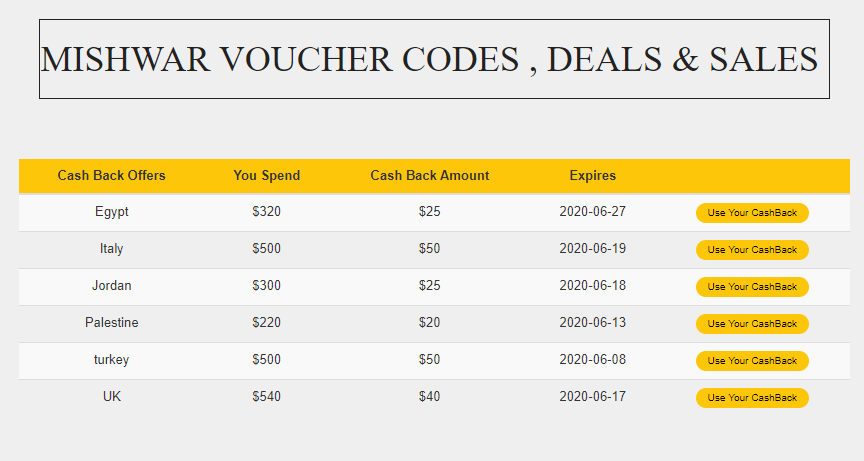 MISHWAR VOUCHER CODES , DEALS & SALES
Cash Back Offers You Spend Cash Back Amount Expires
Egypt $320 $25 2020-06-27 Use Your CashBack
Italy $500 $50 2020-06-19 Use Your CashBack
Jordan $300 $25 2020-06-18 Use Your CashBack
Palestine $220 $20 2020-06-13 Use Your CashBack
turkey $500 $50 2020-06-08 Use Your CashBack
UK $540 $40 2020-06-17 Use Your CashBack